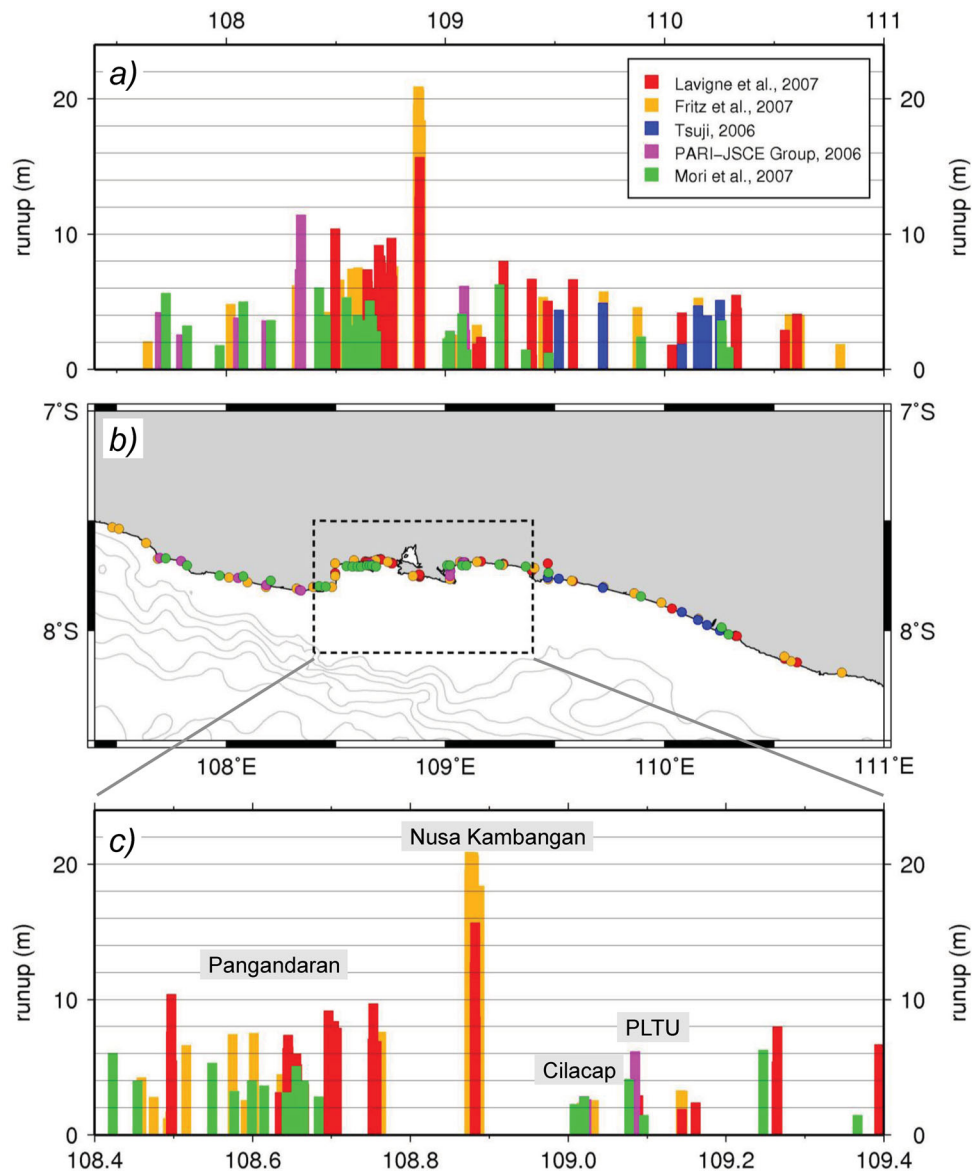 108 109 110 111
a)
20 20
10 10
0 0
runup (m) runup (m)
Lavigne et al., 2007
Fritz et al., 2007
Tsuji, 2006
PARI–JSCE Group, 2006
Mori et al., 2007
7°S 7°S
b)
8°S 8°S
108°E 109°E 110°E 111°E
c)
Nusa Kambangan
20 20
Pangandaran
10 10
runup (m) runup (m)
PLTU
Cilacap
0 0
108.4 108.6 108.8 109.0 109.2 109.4